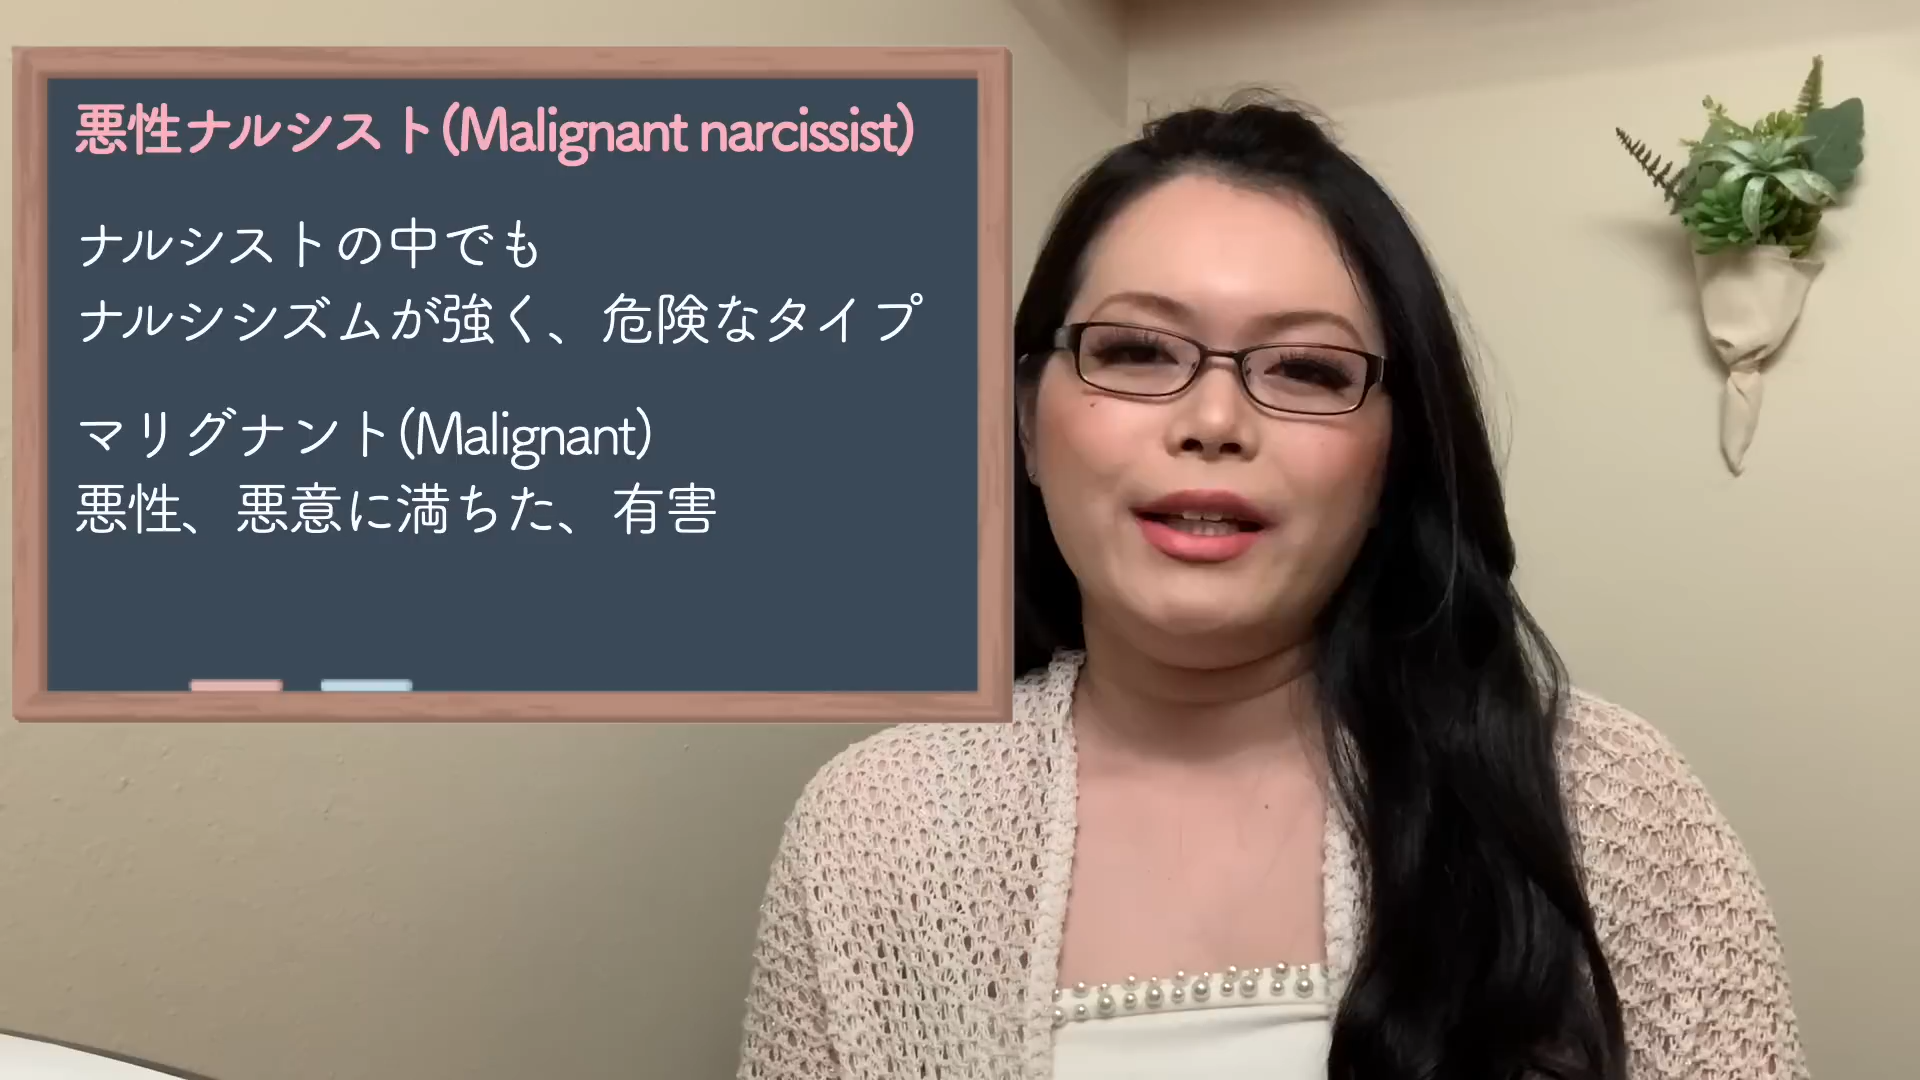 悪性ナルシスト(Malignant narcissist)
ナルシストの中でも
ナルシシズムが強く、危険なタイプ
マリグナント(Malignant)
悪性、悪意に満ちた、有害